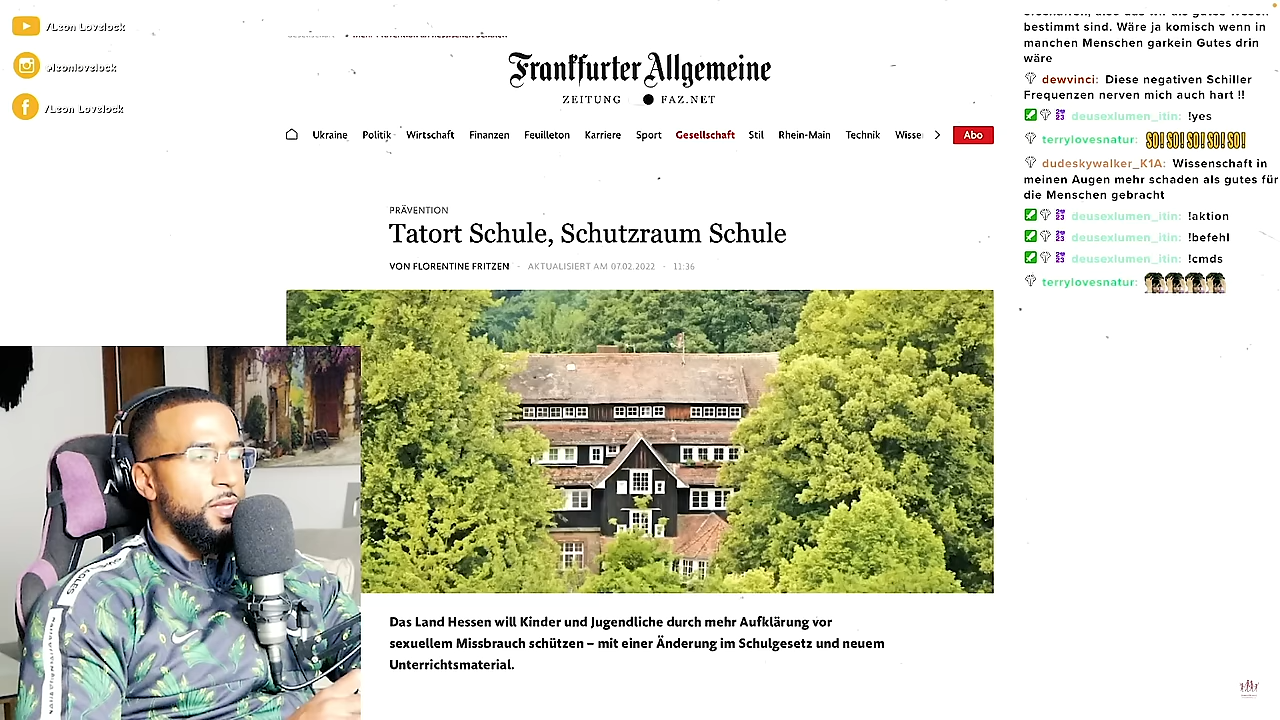 /Leon Lovelock
#leonlovelock
/Leon Lovelock
Frankfurter Allgemeine
ZEITUNG FAZ.NET
Ukraine Politik Wirtschaft Finanzen Feuilleton Karriere Sport Gesellschaft Stil Rhein-Main Technik Wisse
Abo
PRÄVENTION
Tatort Schule, Schutzraum Schule
VON FLORENTINE FRITZEN - AKTUALISIERT AM 07.02.2022 - 11:36
Das Land Hessen will Kinder und Jugendliche durch mehr Aufklärung vor
sexuellem Missbrauch schützen – mit einer Änderung im Schulgesetz und neuem
Unterrichtsmaterial.
bestimmt sind. Wäre ja komisch wenn in
manchen Menschen garkein Gutes drin
wäre
dewvinci: Diese negativen Schiller
Frequenzen nerven mich auch hart !!
deusexlumen_itin: !yes
terrylovesnatur: SO! SO! SO! SO! SO!
dudeskywalker_K1A: Wissenschaft in
meinen Augen mehr schaden als gutes für
die Menschen gebracht
deusexlumen_itin: !aktion
deusexlumen_itin: !befehl
deusexlumen_itin: !cmds
terrylovesnatur: